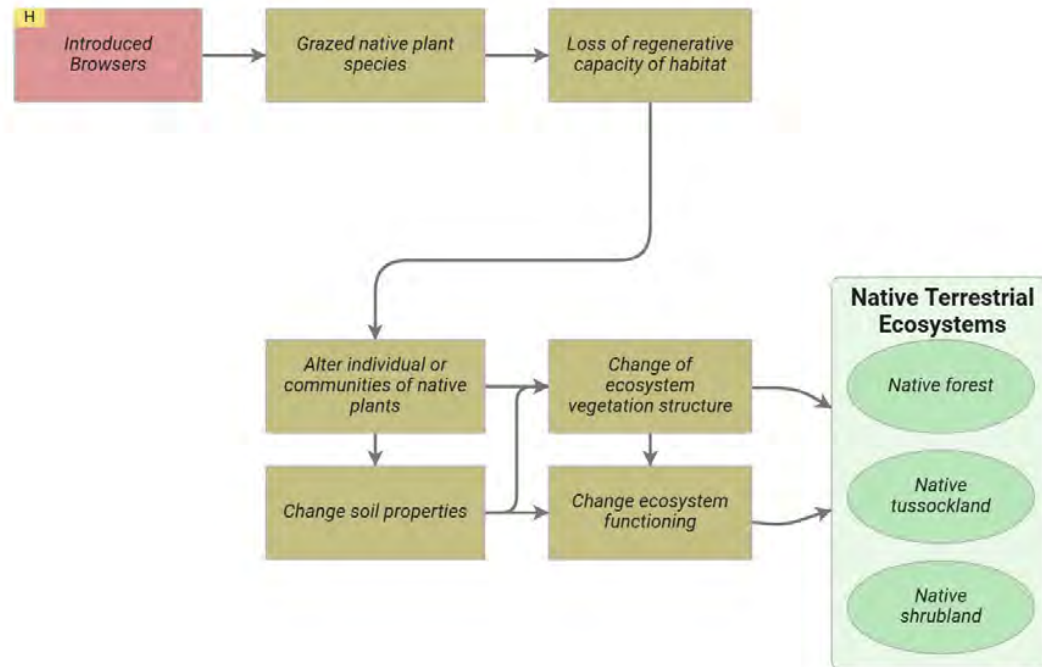 H
Introduced
Browsers
Grazed native plant
species
Loss of regenerative
capacity of habitat
Alter individual or
communities of native
plants
Change of
ecosystem
vegetation structure
Change soil properties
Change ecosystem
functioning
Native Terrestrial
Ecosystems
Native forest
Native
tussockland
Native
shrubland